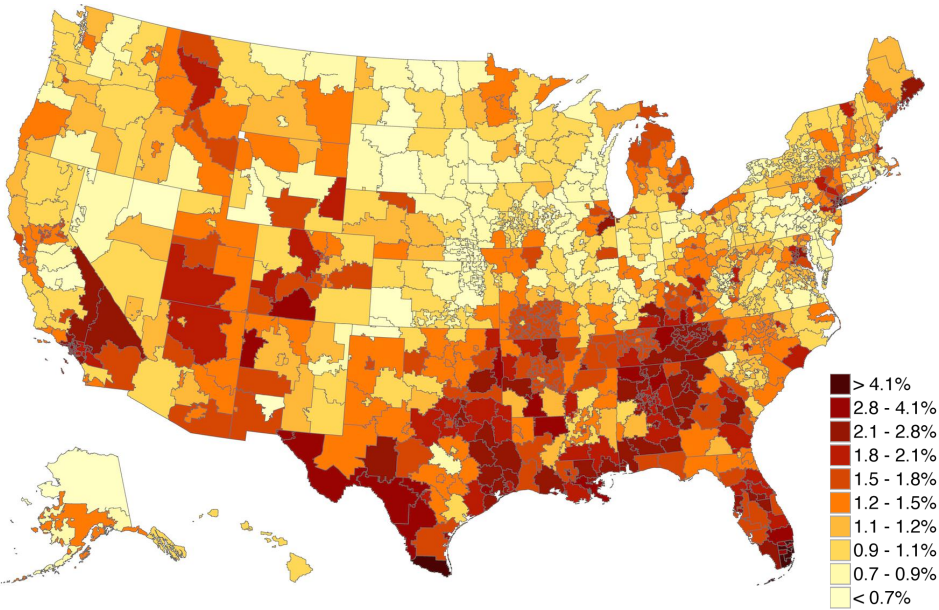 > 4.1%
2.8 - 4.1%
2.1 - 2.8%
1.8 - 2.1%
1.5 - 1.8%
1.2 - 1.5%
1.1 - 1.2%
0.9 - 1.1%
0.7 - 0.9%
< 0.7%